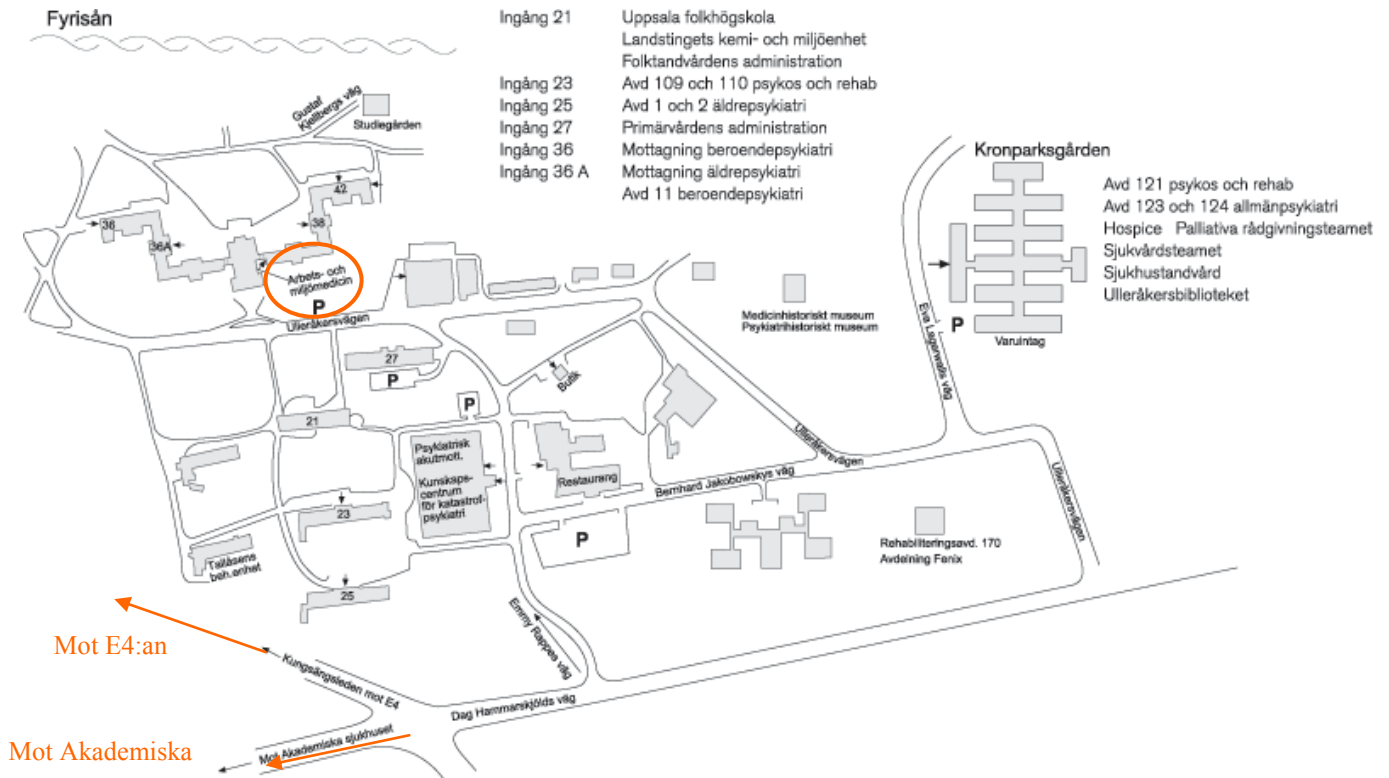 Fyrisån
Ingång 21 Uppsala folkhögskola
Landstingets kemi- och miljöenhet
Folktandvårdens administration
Ingång 23 Avd 109 och 110 psykos och rehab
Ingång 25 Avd 1 och 2 äldrepsykiatri
Ingång 27 Primärvårdens administration
Ingång 36 Mottagning beroendepsykiatri
Ingång 36 A Mottagning äldrepsykiatri
Avd 11 beroendepsykiatri
Gustaf
Kjellbergs väg
Studiegården
Kronparksgården
Avd 121 psykos och rehab
Avd 123 och 124 allmänpsykiatri
Hospice Palliativa rådgivningsteamet
Sjukvårdsteamet
Sjukhustandvård
Ulleråkersbiblioteket
42
36
38
36A
Arbets- och
miljömedicin
P
Ulleråkersvägen
Medicinhistoriskt museum
Psykiatrihistoriskt museum
Eva Lagerwalls väg
P
Varuintag
27
P
Butik
P
21
Psykiatrisk
akutmott.
Kunskaps-
centrum
för katastrof-
psykiatri
Restaurang
Ulleråkersvägen
Bernhard Jakobowskys väg
Ulleråkersvägen
23
P
Rehabiliteringsavd. 170
Avdelning Fenix
Tallåsens
beh.enhet
25
Emmy Rappes väg
Mot E4:an
Kungsängsleden mot E4
Dag Hammarskjölds väg
Mot Akademiska sjukhuset
Mot Akademiska